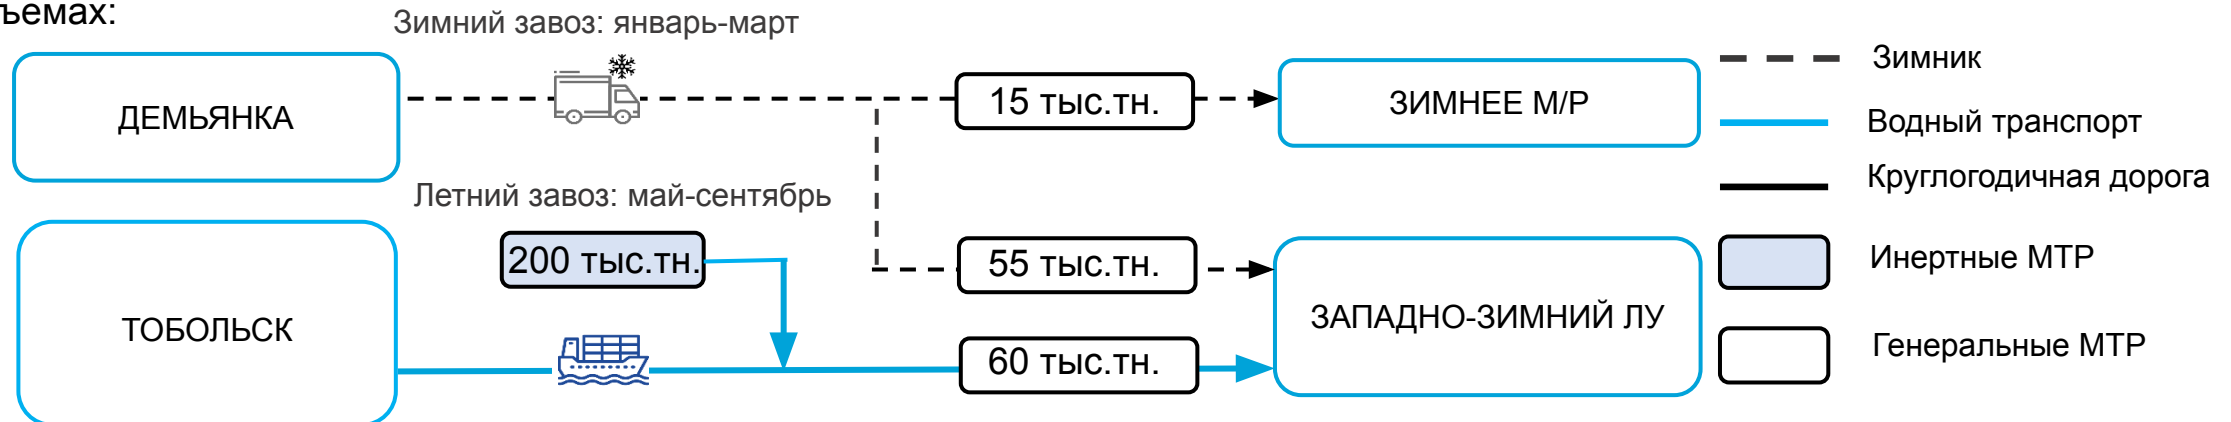 ъемах:
Зимний завоз: январь-март
ДЕМЬЯНКА
15 тыс.тн.
ЗИМНЕЕ М/Р
Зимник
Водный транспорт
Круглогодичная дорога
Летний завоз: май-сентябрь
200 тыс.тн.
55 тыс.тн.
Инертные МТР
ТОБОЛЬСК
ЗАПАДНО-ЗИМНИЙ ЛУ
60 тыс.тн.
Генеральные МТР